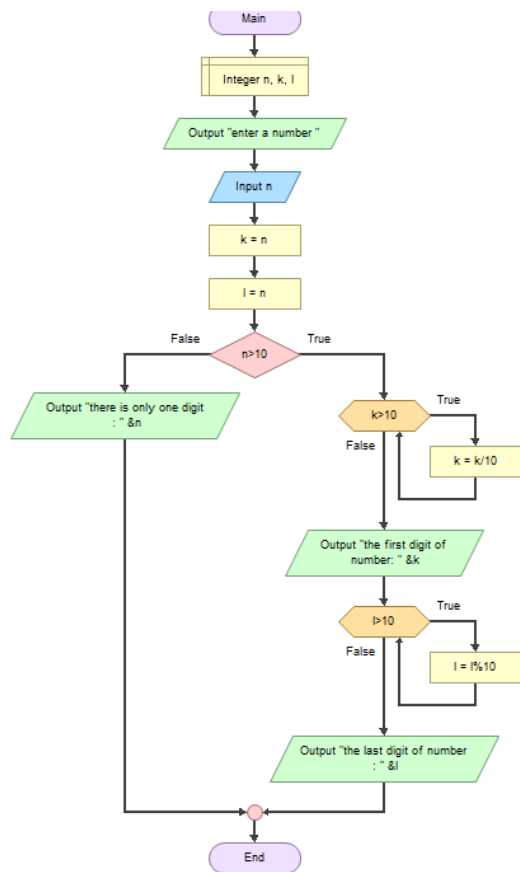 Main
Integer n, k, l
Output "enter a number "
Input n
k = n
l = n
False
True
n>10
Output "there is only one digit
: " &n
k>10
True
False
k = k/10
Output "the first digit of
number: " &k
l>10
True
False
l = l%10
Output "the last digit of number
: " &l
End